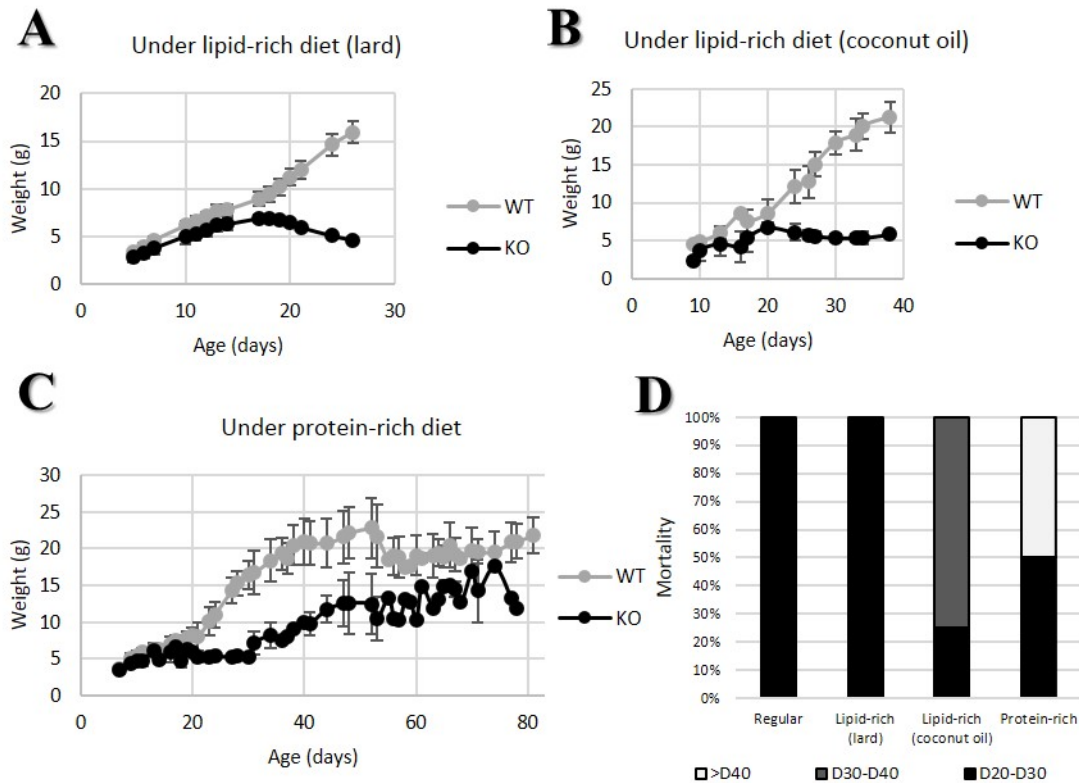 A
Under lipid-rich diet (lard)
20
15
10
5
0
Weight (g)
0 10 20 30
Age (days)
WT
KO
B
Under lipid-rich diet (coconut oil)
25
20
15
10
5
0
Weight (g)
0 10 20 30 40
Age (days)
WT
KO
C
Under protein-rich diet
30
25
20
15
10
5
0
Weight (g)
0 20 40 60 80
Age (days)
WT
KO
D
100%
90%
80%
70%
60%
50%
40%
30%
20%
10%
0%
Mortality
Regular
Lipid-rich
(lard)
Lipid-rich
(coconut oil)
Protein-rich
>D40 D30-D40 D20-D30